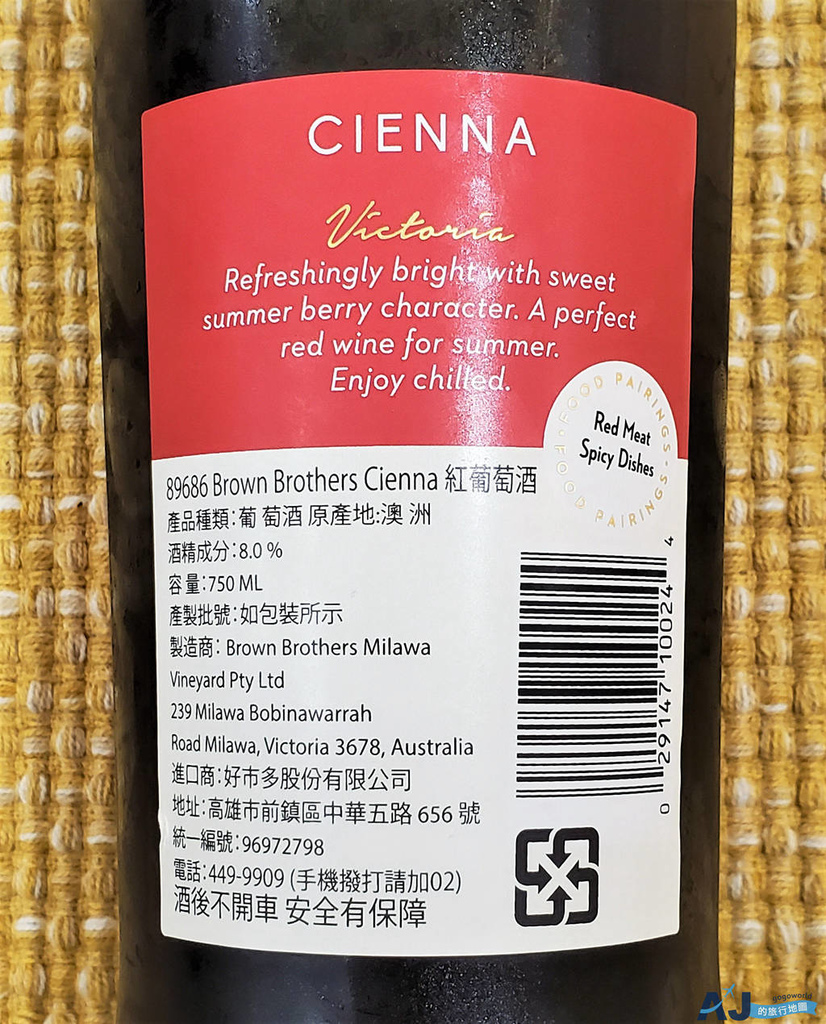 CIENNA
Victoria
Refreshingly bright with sweet
summer berry character. A perfect
red wine for summer.
Enjoy chilled.
FOOD PAIRINGS · FOOD PAIRINGS ·
Red Meat
Spicy Dishes
89686 Brown Brothers Cienna 紅葡萄酒
產品種類:葡 萄酒 原產地:澳 洲
酒精成分:8.0 %
容 量:750 ML
產製批號:如包裝所示
製造商: Brown Brothers Milawa
Vineyard Pty Ltd
239 Milawa Bobinawarrah
Road Milawa, Victoria 3678, Australia
進口商:好市多股份有限公司
地址:高雄市前鎮區中華五路 656 號
統一編號:96972798
電話:449-9909 (手機撥打請加02)
酒後不開車 安全有保障
0 29147 10024 4
AJ gogoworld
的旅行地圖